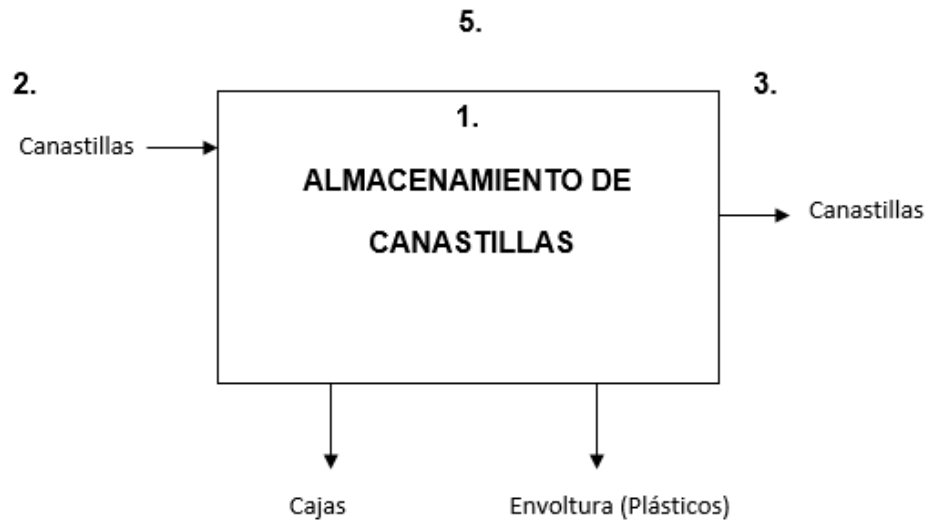 5.
2.
3.
1.
Canastillas
ALMACENAMIENTO DE
CANASTILLAS
Canastillas
Cajas
Envoltura (Plásticos)